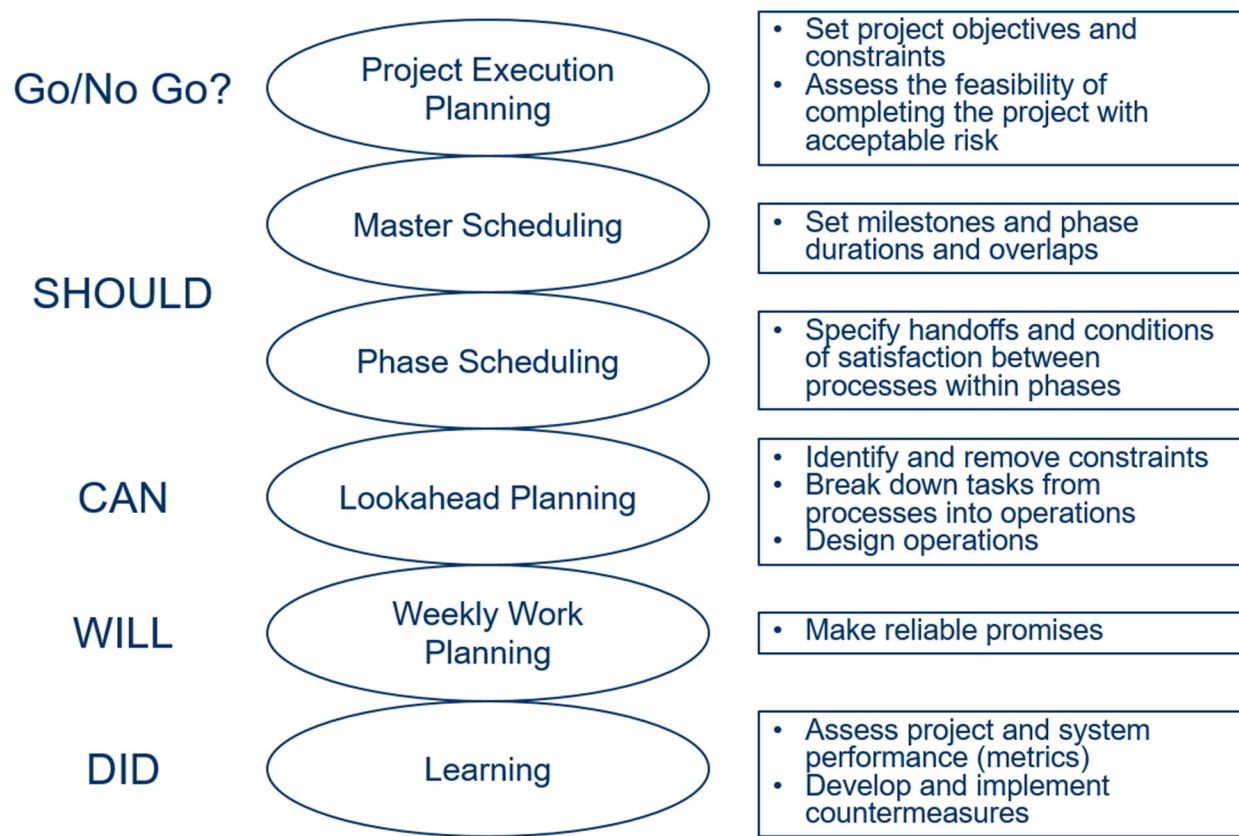 Go/No Go?
Project Execution
Planning
• Set project objectives and
constraints
• Assess the feasibility of
completing the project with
acceptable risk
SHOULD
Master Scheduling
• Set milestones and phase
durations and overlaps
Phase Scheduling
• Specify handoffs and conditions
of satisfaction between
processes within phases
CAN
Lookahead Planning
• Identify and remove constraints
• Break down tasks from
processes into operations
• Design operations
WILL
Weekly Work
Planning
• Make reliable promises
DID
Learning
• Assess project and system
performance (metrics)
• Develop and implement
countermeasures